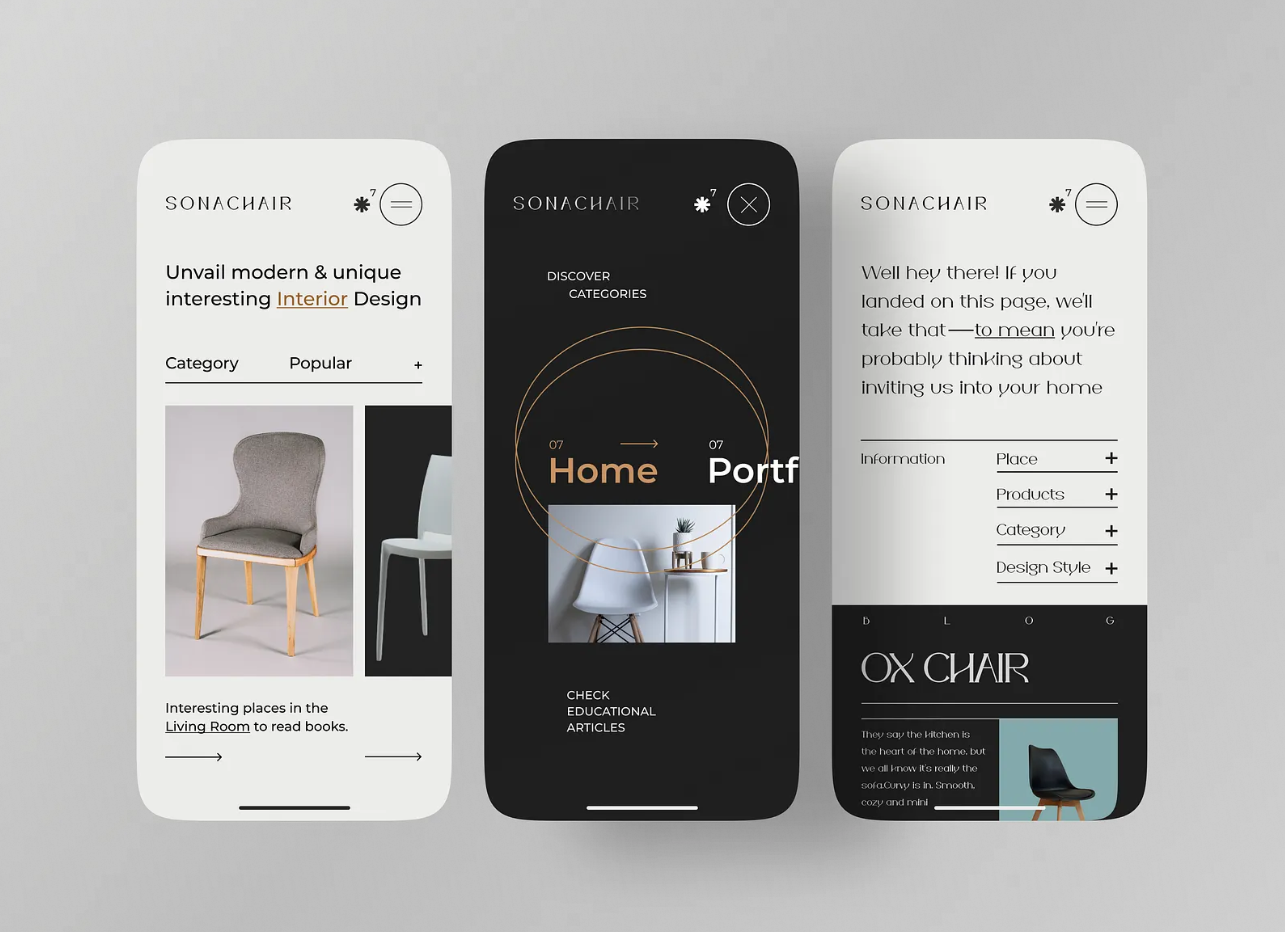 SONACHAIR
7
Unvail modern & unique
interesting Interior Design
Category Popular +
Interesting places in the
Living Room to read books.
SONACHAIR
7
DISCOVER
CATEGORIES
07 07
Home Portf
CHECK
EDUCATIONAL
ARTICLES
SONACHAIR
7
Well hey there! If you
landed on this page, we'll
take that—to mean you're
probably thinking about
inviting us into your home
Information Place +
Products +
Category +
Design Style +
b L O G
OX CHAIR
They say the kitchen is
the heart of the home, but
we all know it's really the
sofa.Curvy is in. Smooth,
cozy and mini